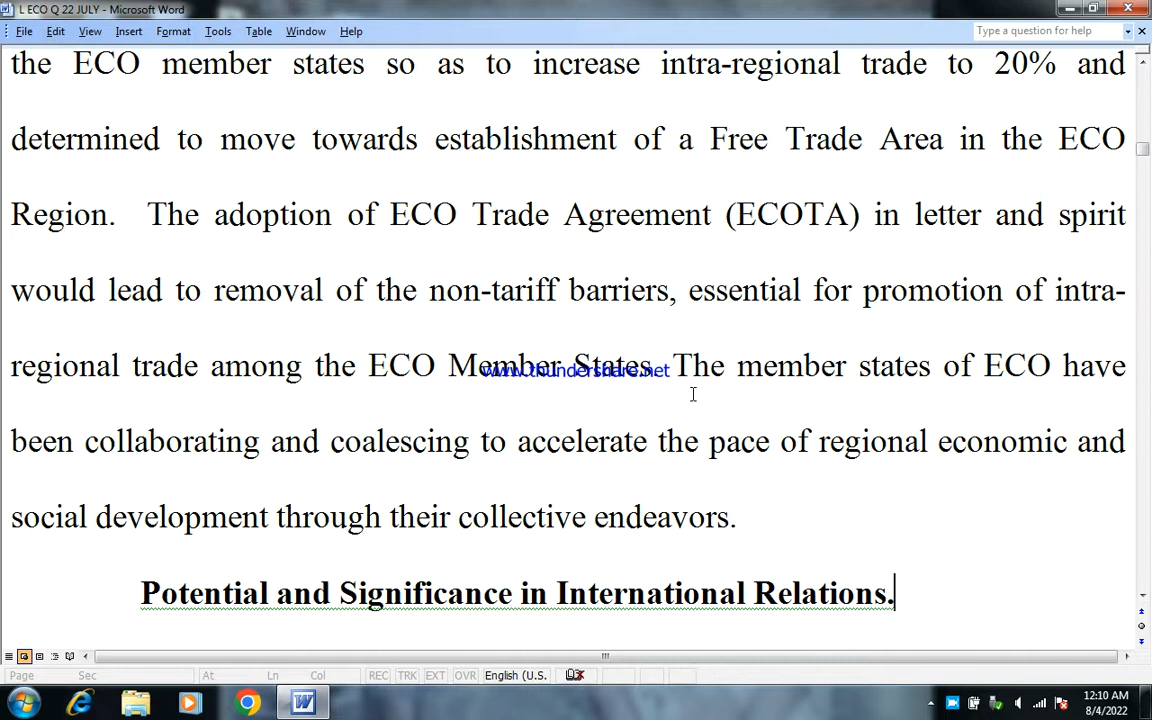 L ECO Q 22 JULY - Microsoft Word
File Edit View Insert Format Tools Table Window Help Type a question for help
the ECO member states so as to increase intra-regional trade to 20% and
determined to move towards establishment of a Free Trade Area in the ECO
Region. The adoption of ECO Trade Agreement (ECOTA) in letter and spirit
would lead to removal of the non-tariff barriers, essential for promotion of intra-
regional trade among the ECO Member States. The member states of ECO have
www.thundershare.net
been collaborating and coalescing to accelerate the pace of regional economic and
social development through their collective endeavors.
Potential and Significance in International Relations.
Page Sec At Ln Col REC TRK EXT OVR English (U.S.
12:10 AM
8/4/2022